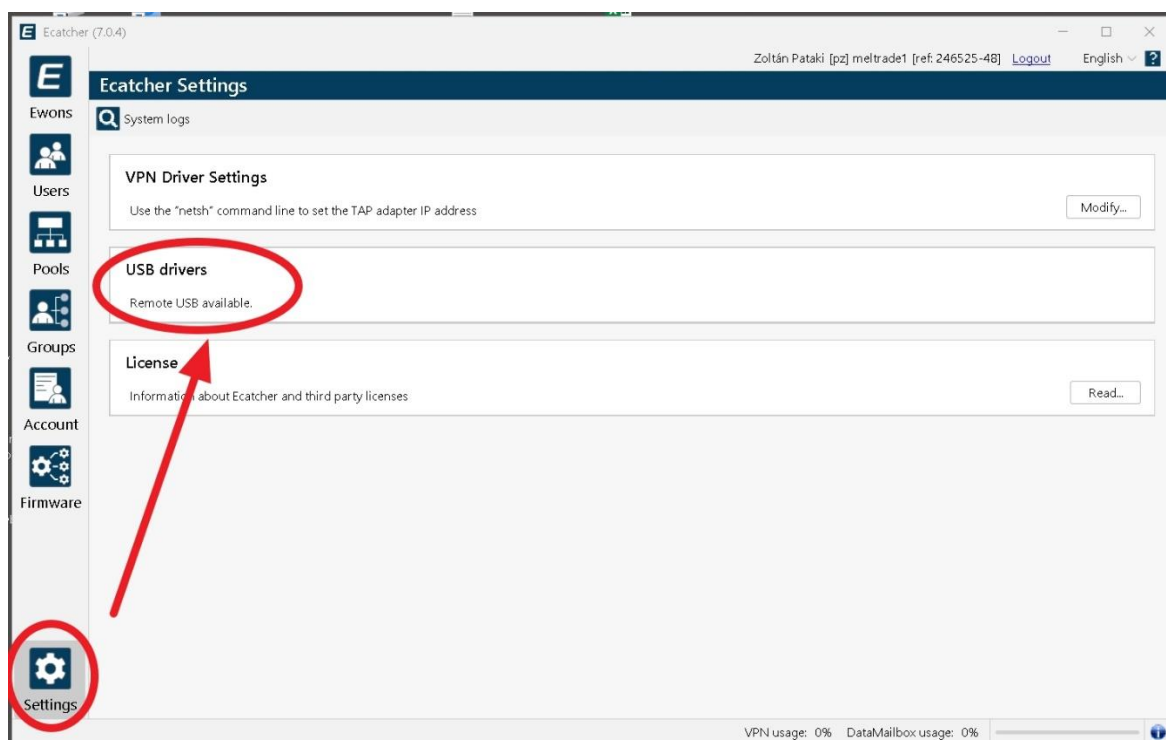 Ecatcher (7.0.4)
Zoltán Pataki [pz] meltrade1 [ref: 246525-48] Logout English
Ecatcher Settings
System logs
Ewons
Users
Pools
Groups
Account
Firmware
Settings
VPN Driver Settings
Use the "netsh" command line to set the TAP adapter IP address
Modify...
USB drivers
Remote USB available.
License
Information about Ecatcher and third party licenses
Read...
VPN usage: 0% DataMailbox usage: 0%